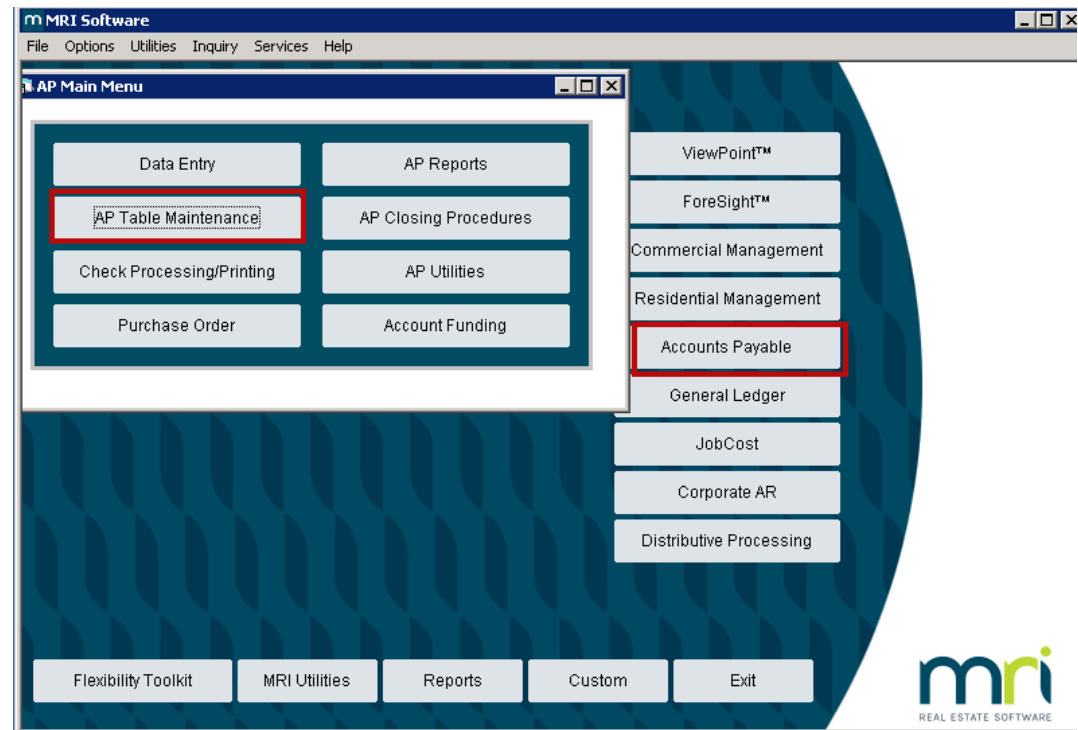 MRI Software
File Options Utilities Inquiry Services Help
AP Main Menu
Data Entry
AP Reports
AP Table Maintenance
AP Closing Procedures
Check Processing/Printing
AP Utilities
Purchase Order
Account Funding
ViewPoint™
ForeSight™
Commercial Management
Residential Management
Accounts Payable
General Ledger
JobCost
Corporate AR
Distributive Processing
Flexibility Toolkit
MRI Utilities
Reports
Custom
Exit
mri
REAL ESTATE SOFTWARE